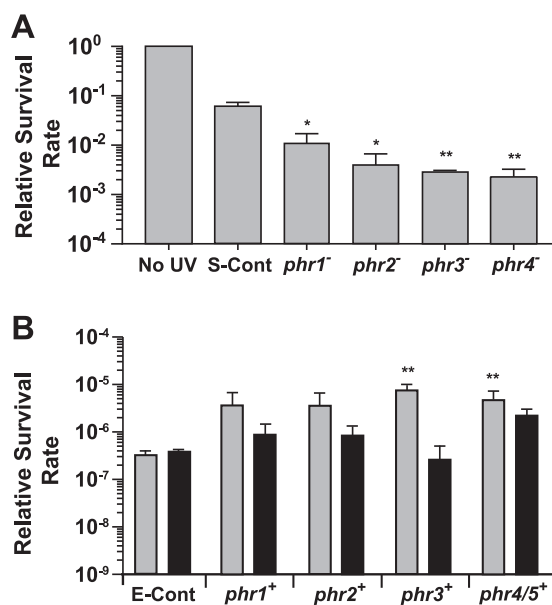 A
Relative Survival
Rate
10⁰
10⁻¹
10⁻²
10⁻³
10⁻⁴
*
*
**
**
No UV S-Cont phr1⁻ phr2⁻ phr3⁻ phr4⁻
B
Relative Survival
Rate
10⁻⁴
10⁻⁵
10⁻⁶
10⁻⁷
10⁻⁸
10⁻⁹
**
**
E-Cont phr1⁺ phr2⁺ phr3⁺ phr4/5⁺